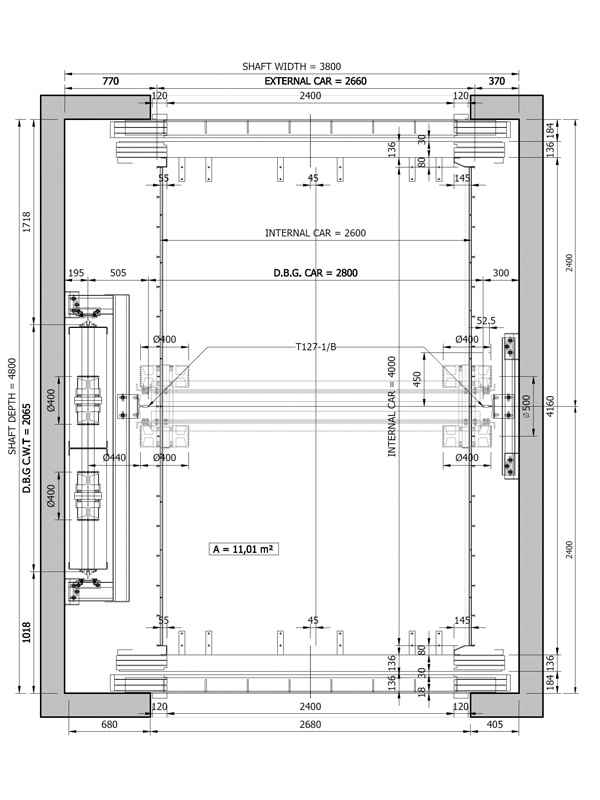 SHAFT WIDTH = 3800
770
EXTERNAL CAR = 2660
370
120
2400
120
184
136
30
136
80
55
45
145
1718
2400
INTERNAL CAR = 2600
195
505
D.B.G. CAR = 2800
300
52.5
Ø400
T127-1/B
Ø400
SHAFT DEPTH = 4800
D.B.G C.W.T = 2065
Ø400
450
INTERNAL CAR = 4000
Ø500
4160
Ø440
Ø400
Ø400
Ø400
A = 11,01 m²
2400
1018
55
45
145
80
136
30
136
18
136
184
120
2400
120
680
2680
405